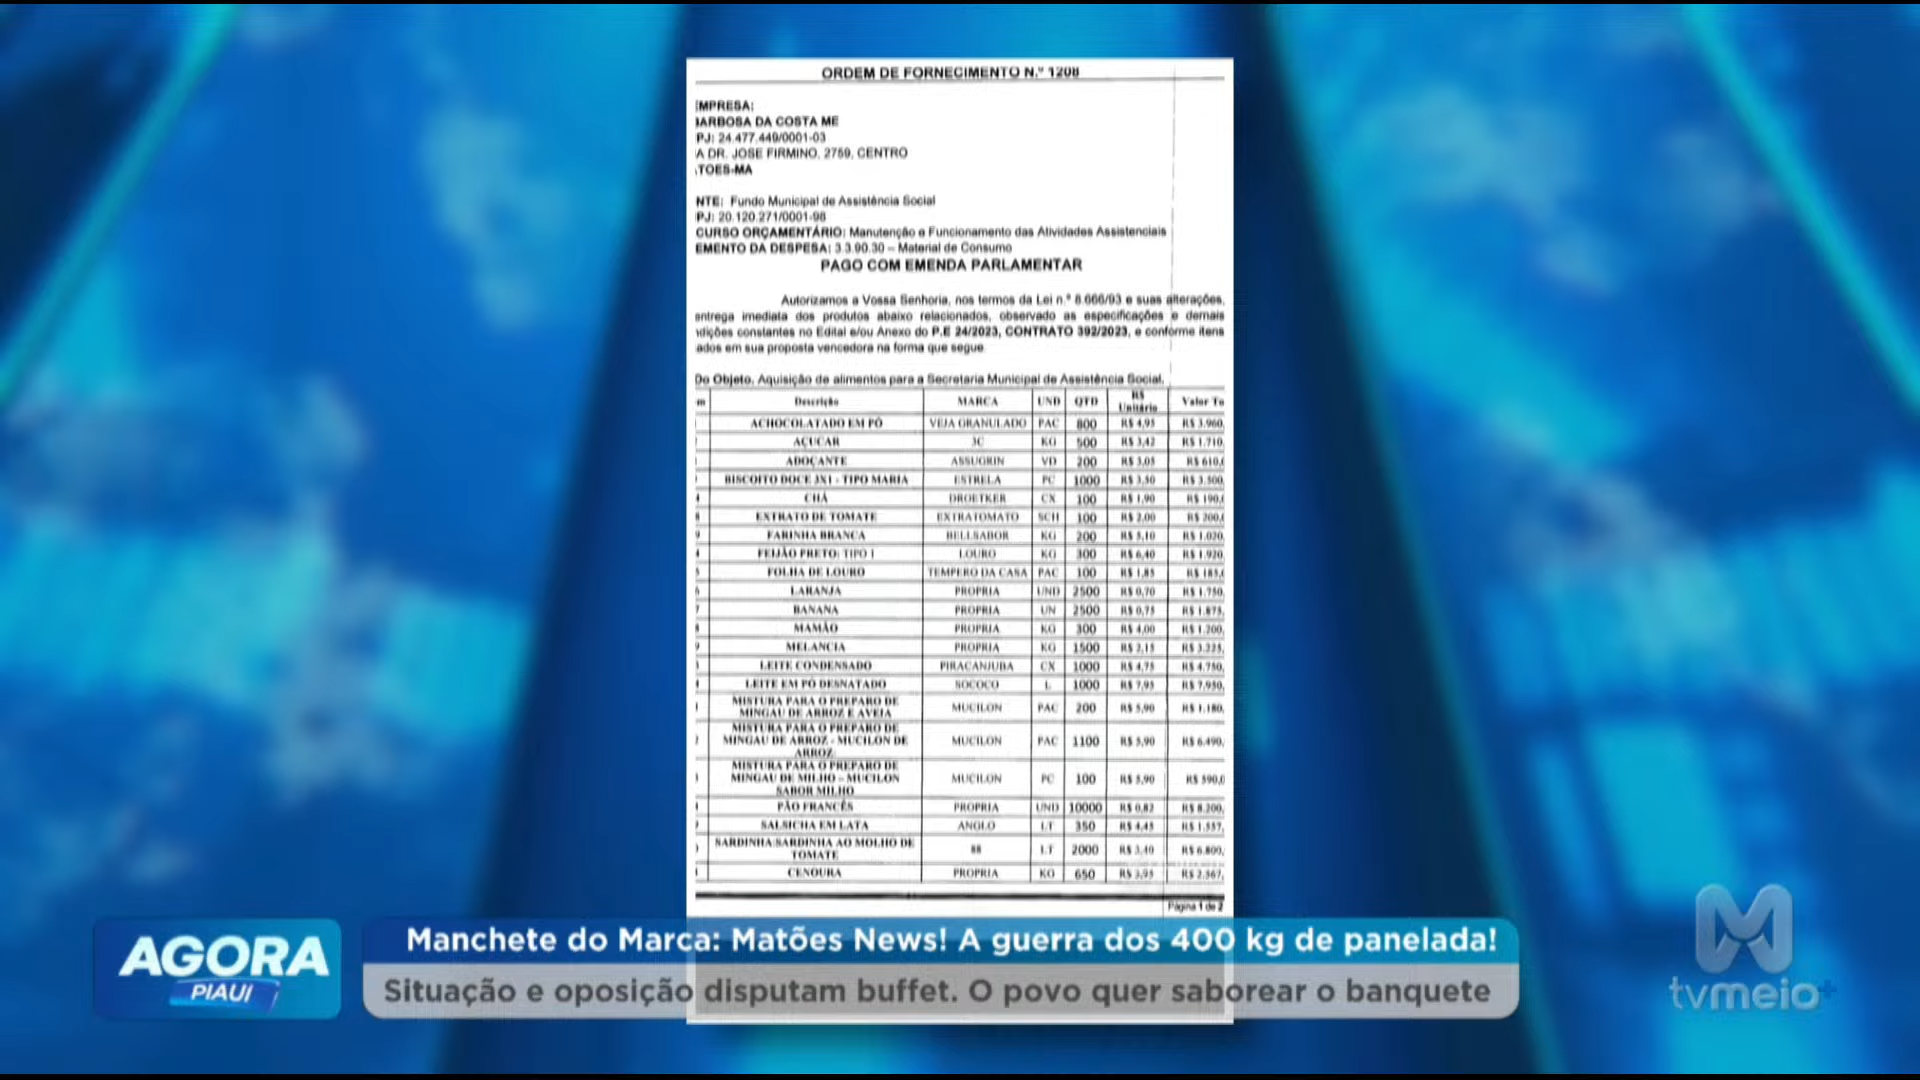 ORDEM DE FORNECIMENTO N.º 1208
EMPRESA:
BARBOSA DA COSTA ME
PJ: 24.477.449/0001-03
A DR. JOSE FIRMINO, 2759, CENTRO
TOES-MA
NTE: Fundo Municipal de Assistência Social
PJ: 20.120.271/0001-98
CURSO ORÇAMENTÁRIO: Manutenção e Funcionamento das Atividades Assistenciais
EMENTO DA DESPESA: 3.3.90.30 – Material de Consumo
PAGO COM EMENDA PARLAMENTAR
Autorizamos a Vossa Senhoria, nos termos da Lei n.º 8.666/93 e suas alterações,
entrega imediata dos produtos abaixo relacionados, observado as especificações e demais
ndições constantes no Edital e/ou Anexo do P.E 24/2023, CONTRATO 392/2023, e conforme itens
ados em sua proposta vencedora na forma que segue
Do Objeto. Aquisição de alimentos para a Secretaria Municipal de Assistência Social.
m Descrição MARCA UND QTD R$ Unitário Valor To
ACHOCOLATADO EM PÓ VEJA GRANULADO PAC 800 R$ 4,95 R$ 3.960,
AÇUCAR 3C KG 500 R$ 3,42 R$ 1.710,
ADOÇANTE ASSUGRIN VD 200 R$ 3,05 R$ 610,
BISCOITO DOCE 3X1 - TIPO MARIA ESTRELA PC 1000 R$ 3,50 R$ 3.500,
CHÁ DROETKER CX 100 R$ 1,90 R$ 190,
EXTRATO DE TOMATE EXTRATOMATO SCH 100 R$ 2,00 R$ 200,
FARINHA BRANCA BELLSABOR KG 200 R$ 5,10 R$ 1.020,
FEIJÃO PRETO: TIPO 1 LOURO KG 300 R$ 6,40 R$ 1.920,
FOLHA DE LOURO TEMPERO DA CASA PAC 100 R$ 1,85 R$ 185,
LARANJA PROPRIA UND 2500 R$ 0,70 R$ 1.750,
BANANA PROPRIA UN 2500 R$ 0,75 R$ 1.875,
MAMÃO PROPRIA KG 300 R$ 4,00 R$ 1.200,
MELANCIA PROPRIA KG 1500 R$ 2,15 R$ 3.225,
LEITE CONDENSADO PIRACANJUBA CX 1000 R$ 4,75 R$ 4.750,
LEITE EM PÓ DESNATADO SOCOCO L 1000 R$ 7,95 R$ 7.950,
MISTURA PARA O PREPARO DE
MINGAU DE ARROZ E AVEIA MUCILON PAC 200 R$ 5,90 R$ 1.180,
MISTURA PARA O PREPARO DE
MINGAU DE ARROZ - MUCILON DE
ARROZ MUCILON PAC 1100 R$ 5,90 R$ 6.490,
MISTURA PARA O PREPARO DE
MINGAU DE MILHO – MUCILON
SABOR MILHO MUCILON PC 100 R$ 5,90 R$ 590,0
PÃO FRANCÊS PROPRIA UND 10000 R$ 0,82 R$ 8.200,
SALSICHA EM LATA ANGLO LT 350 R$ 4,45 R$ 1.557,
SARDINHA:SARDINHA AO MOLHO DE
TOMATE 88 LT 2000 R$ 3,40 R$ 6.800,
CENOURA PROPRIA KG 650 R$ 3,95 R$ 2.567,
Página 1 de 2
AGORA
PIAUÍ
Manchete do Marca: Matões News! A guerra dos 400 kg de panelada!
Situação e oposição disputam buffet. O povo quer saborear o banquete
tvmeio+